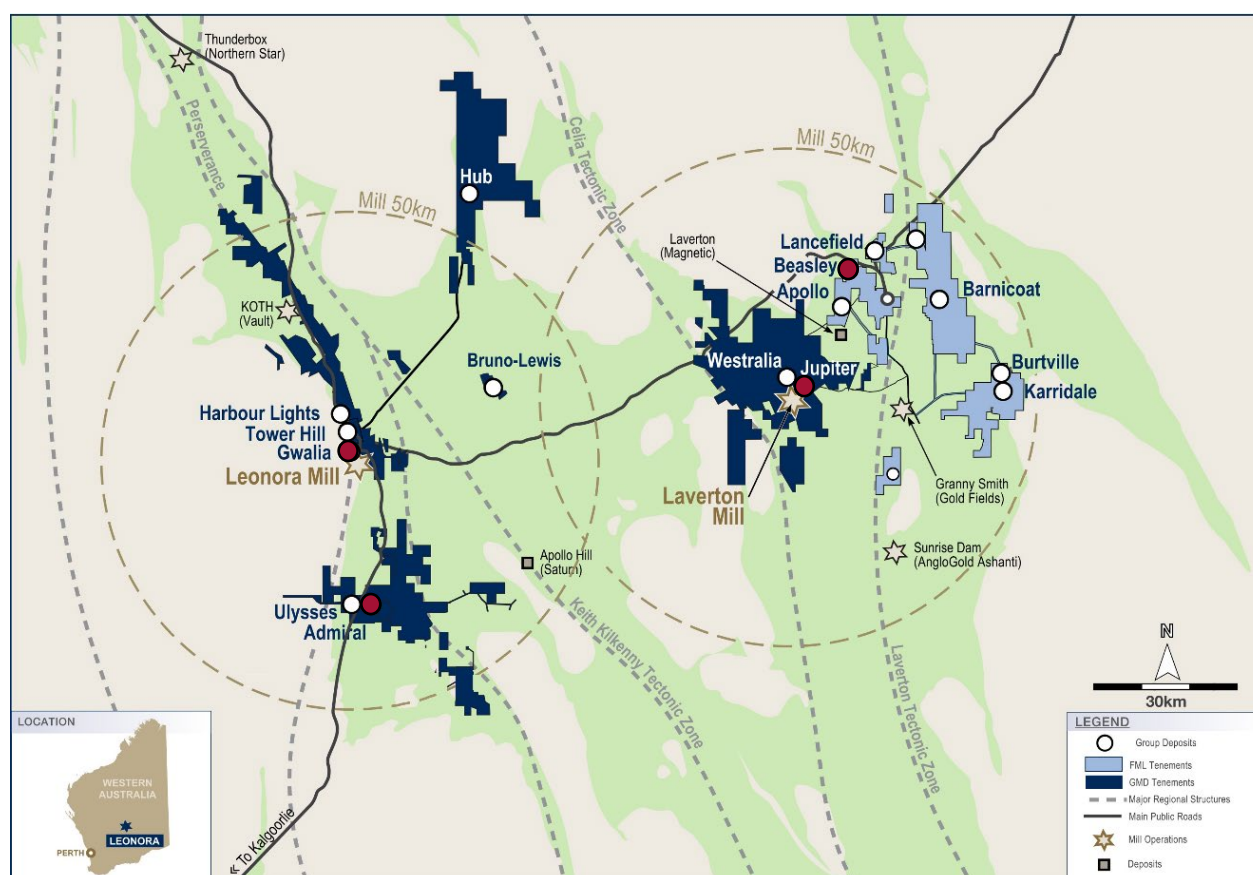 Thunderbox
(Northern Star)
Perserverance
Celia Tectonic Zone
Mill 50km
Mill 50km
Hub
Laverton
(Magnetic)
Lancefield
Beasley
Apollo
Barnicoat
KOTH
(Vault)
Bruno-Lewis
Westralia
Jupiter
Burtville
Karridale
Harbour Lights
Tower Hill
Gwalia
Leonora Mill
Laverton
Mill
Granny Smith
(Gold Fields)
Apollo Hill
(Saturn)
Sunrise Dam
(AngloGold Ashanti)
Ulysses
Admiral
Keith Kilkenny Tectonic Zone
Laverton Tectonic Zone
N
30km
<< To Kalgoorlie
LOCATION
WESTERN
AUSTRALIA
LEONORA
PERTH
LEGEND
Group Deposits
FML Tenements
GMD Tenements
Major Regional Structures
Main Public Roads
Mill Operations
Deposits